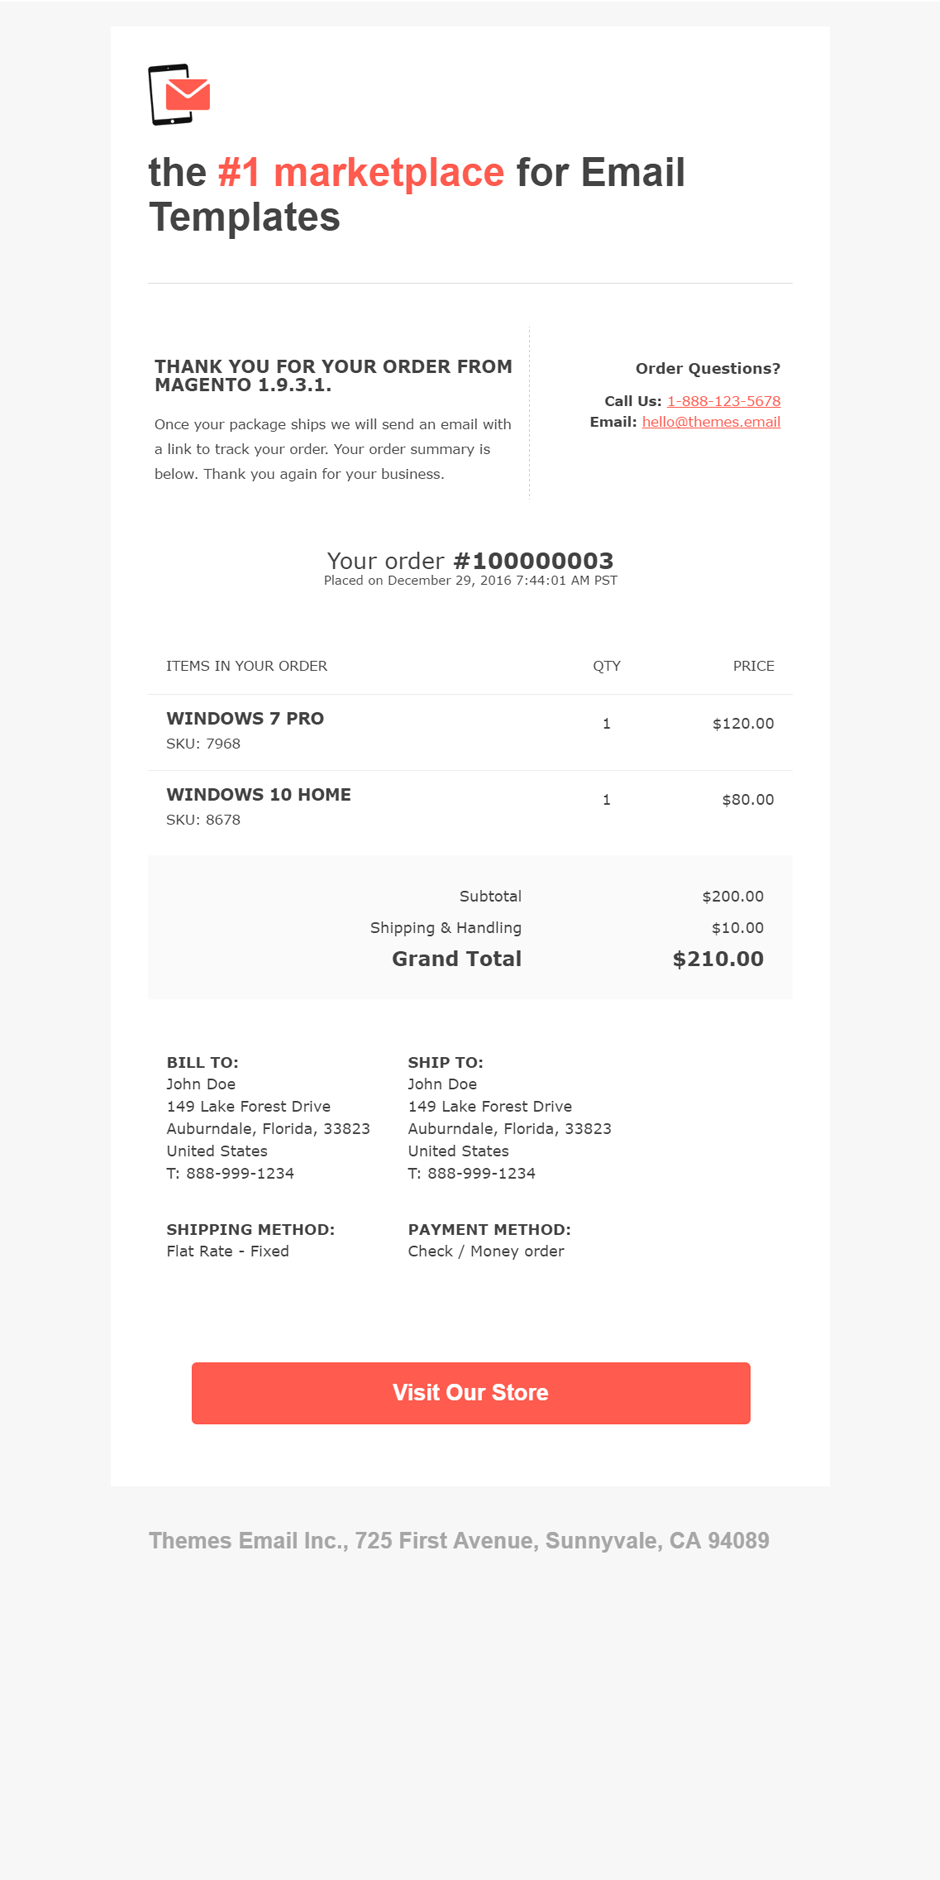 the #1 marketplace for Email
Templates
THANK YOU FOR YOUR ORDER FROM
MAGENTO 1.9.3.1.
Once your package ships we will send an email with
a link to track your order. Your order summary is
below. Thank you again for your business.
Order Questions?
Call Us: 1-888-123-5678
Email: hello@themes.email
Your order #100000003
Placed on December 29, 2016 7:44:01 AM PST
ITEMS IN YOUR ORDER QTY PRICE
WINDOWS 7 PRO 1 $120.00
SKU: 7968
WINDOWS 10 HOME 1 $80.00
SKU: 8678
Subtotal $200.00
Shipping & Handling $10.00
Grand Total $210.00
BILL TO:
John Doe
149 Lake Forest Drive
Auburndale, Florida, 33823
United States
T: 888-999-1234
SHIP TO:
John Doe
149 Lake Forest Drive
Auburndale, Florida, 33823
United States
T: 888-999-1234
SHIPPING METHOD:
Flat Rate - Fixed
PAYMENT METHOD:
Check / Money order
Visit Our Store
Themes Email Inc., 725 First Avenue, Sunnyvale, CA 94089